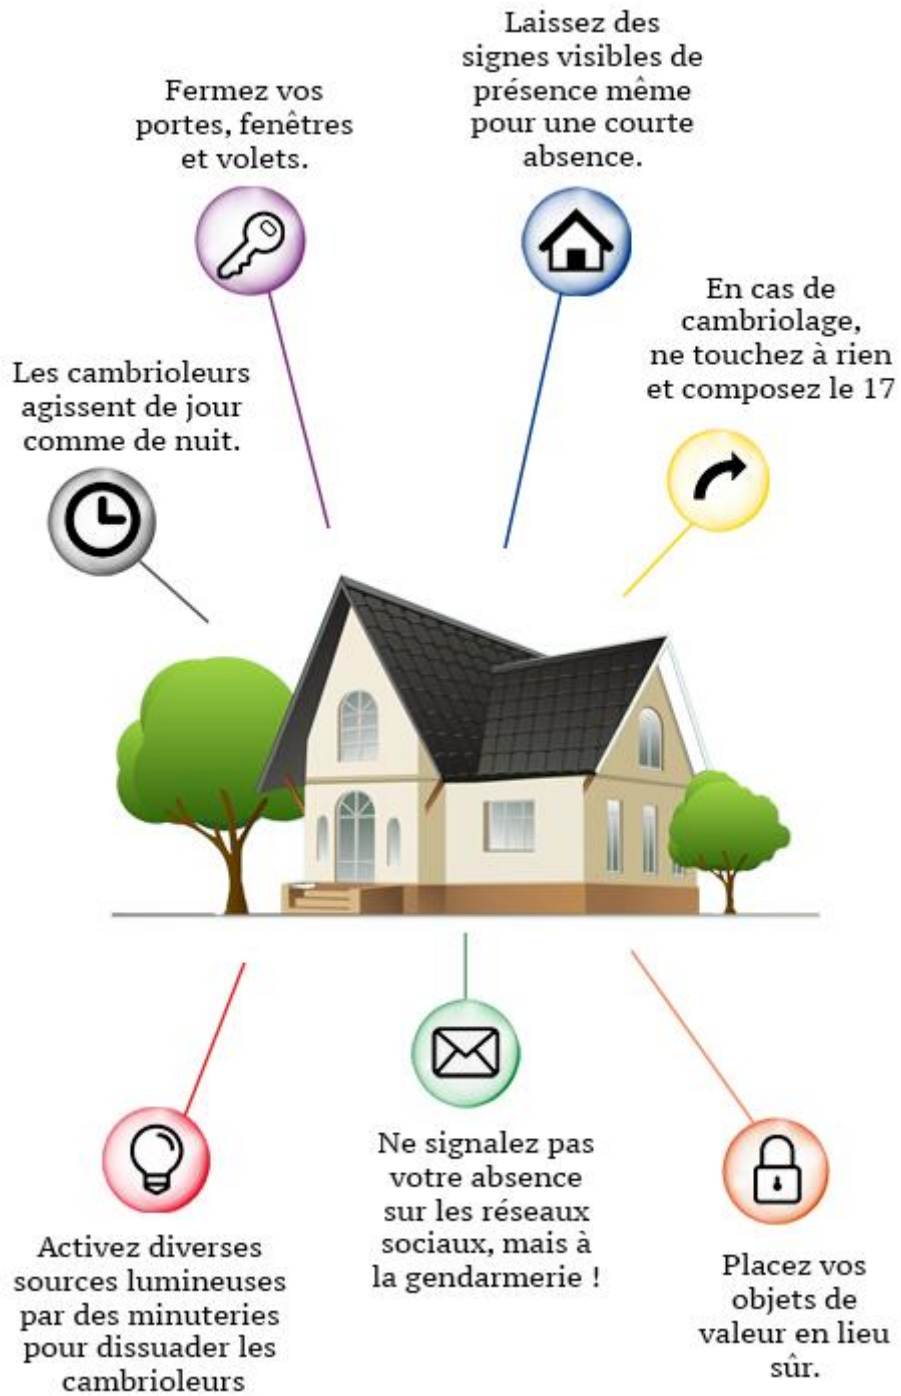 Laissez des
signes visibles de
présence même
pour une courte
absence.
Fermez vos
portes, fenêtres
et volets.
En cas de
cambriolage,
ne touchez à rien
et composez le 17
Les cambrioleurs
agissent de jour
comme de nuit.
Ne signalez pas
votre absence
sur les réseaux
sociaux, mais à
la gendarmerie !
Activez diverses
sources lumineuses
par des minuteries
pour dissuader les
cambrioleurs
Placez vos
objets de
valeur en lieu
sûr.